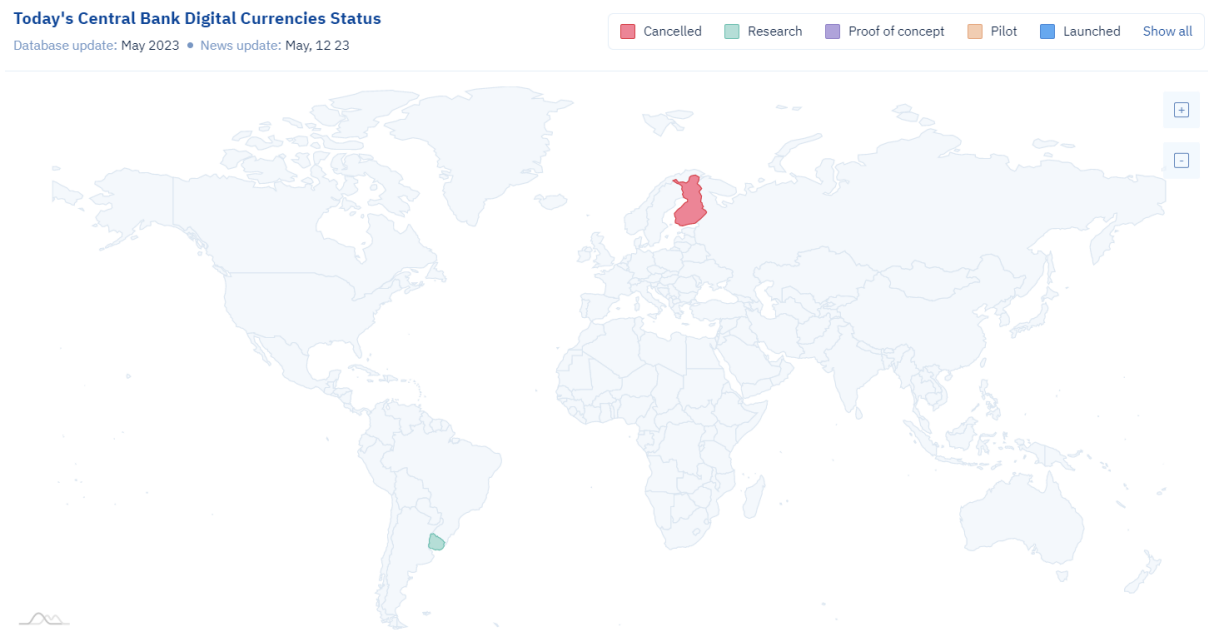 Today's Central Bank Digital Currencies Status
Database update: May 2023 • News update: May, 12 23
Cancelled Research Proof of concept Pilot Launched Show all
+
-